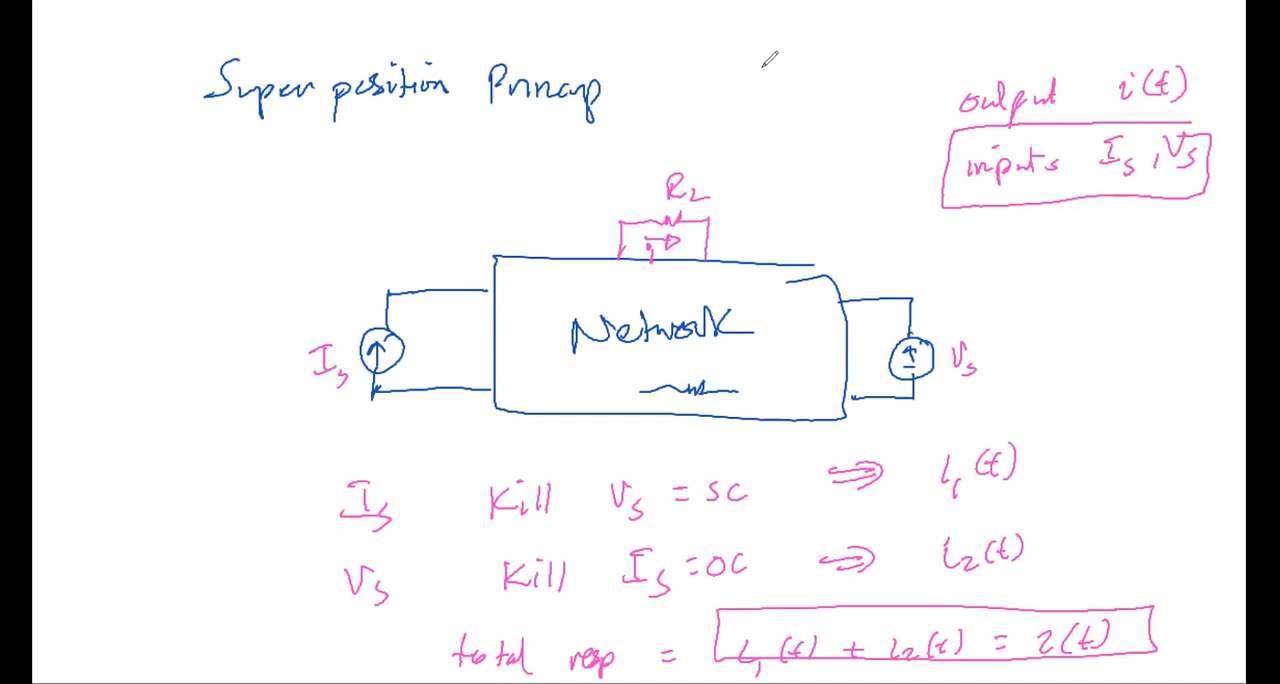 Superposition Princip
output i(t)
inputs Is, Vs
R2
i
Network
Is
Vs
Is Kill Vs = SC ⇒ i1(t)
Vs Kill Is = OC ⇒ i2(t)
total resp = i1(t) + i2(t) = i(t)